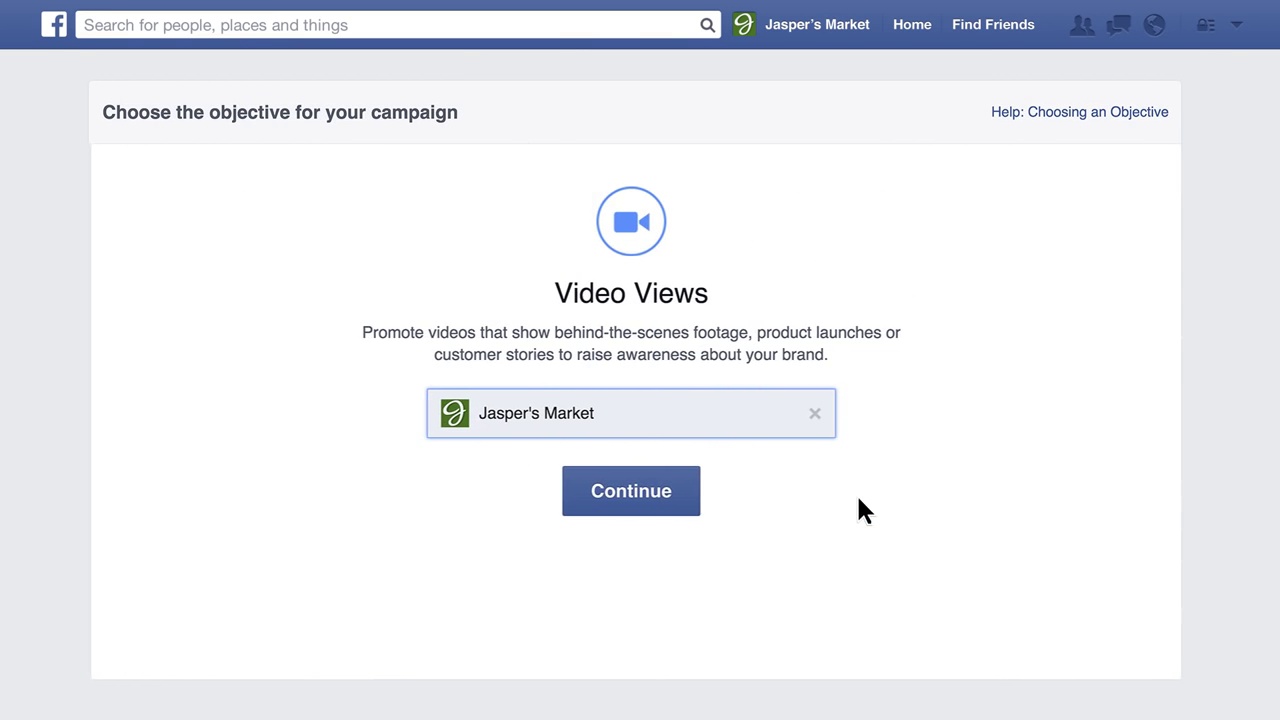 Search for people, places and things
Jasper's Market
Home
Find Friends
Choose the objective for your campaign
Help: Choosing an Objective
Video Views
Promote videos that show behind-the-scenes footage, product launches or
customer stories to raise awareness about your brand.
Jasper's Market
Continue